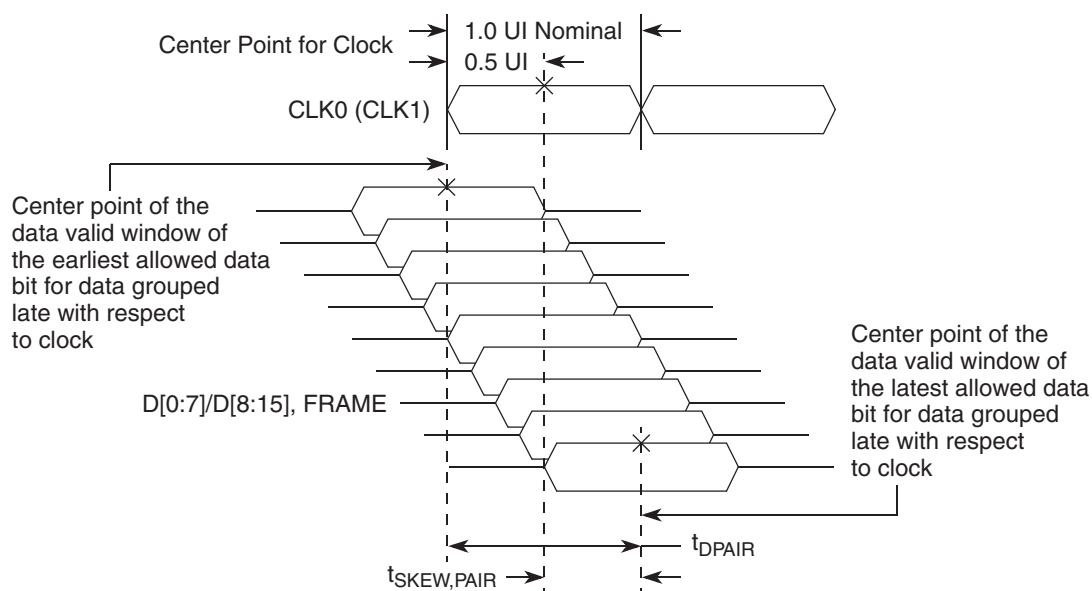 1.0 UI Nominal
Center Point for Clock
0.5 UI
CLK0 (CLK1)
Center point of the
data valid window of
the earliest allowed data
bit for data grouped
late with respect
to clock
Center point of the
data valid window of
the latest allowed data
bit for data grouped
late with respect
to clock
D[0:7]/D[8:15], FRAME
tDPAIR
tSKEW,PAIR